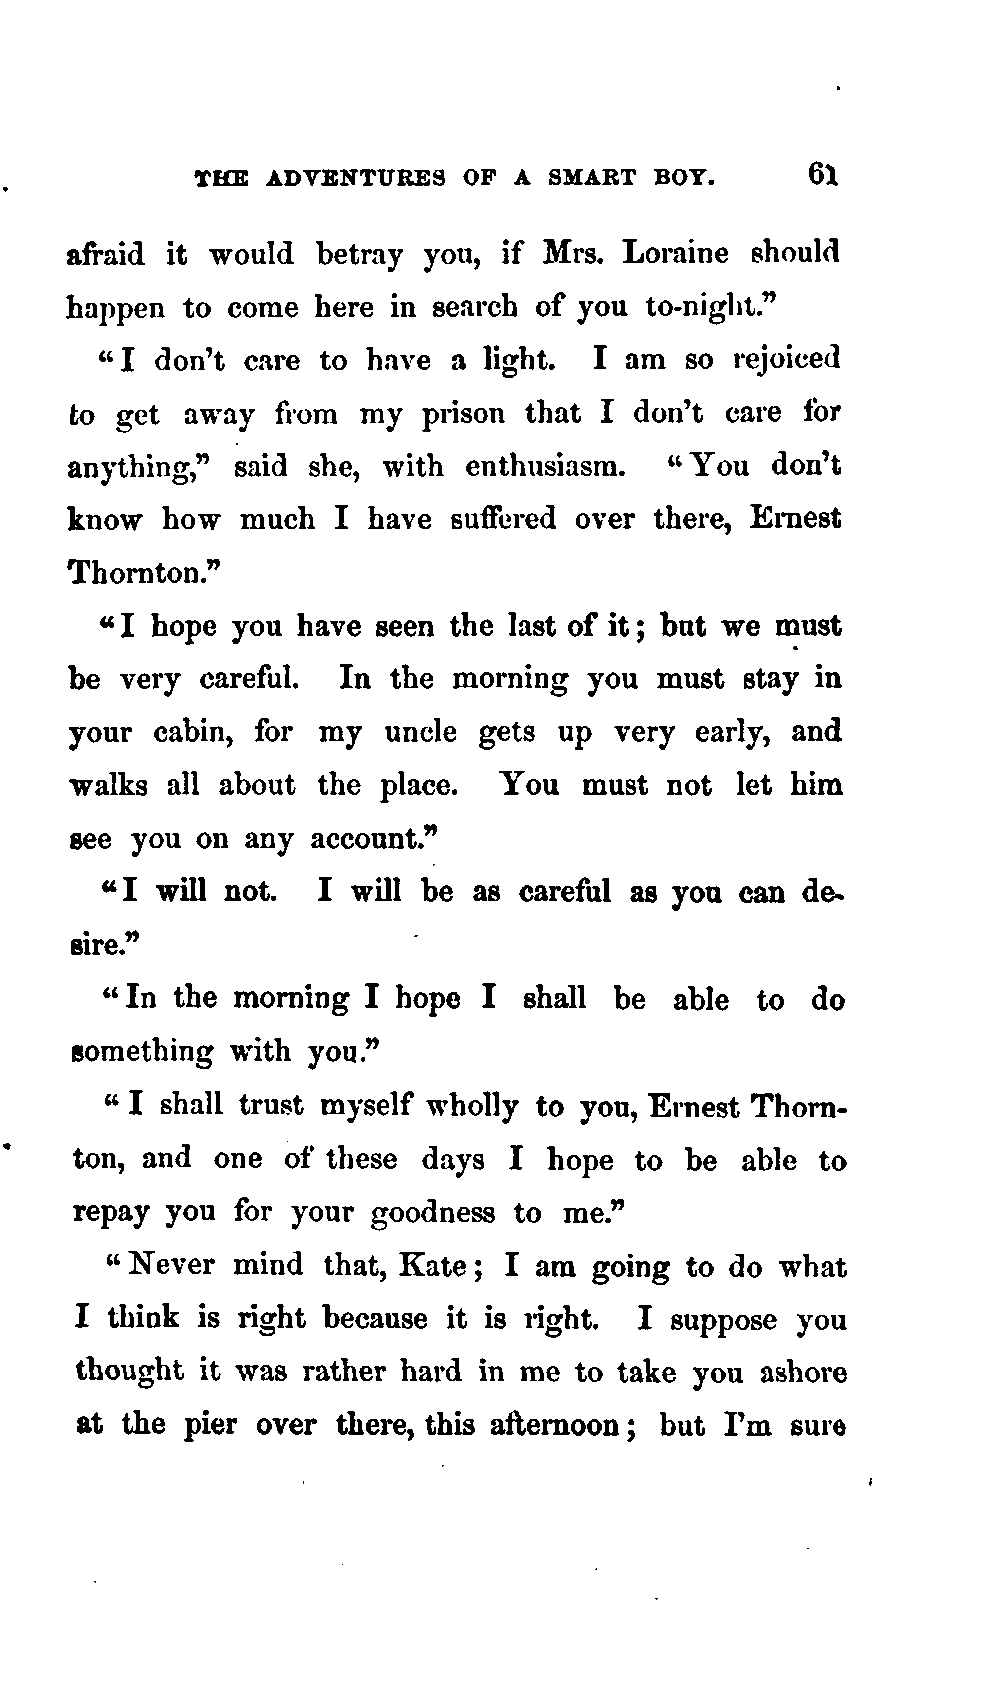 THE ADVENTURES OF A SMART BOY. 61
afraid it would betray you, if Mrs. Loraine should
happen to come here in search of you to-night.”
“I don’t care to have a light. I am so rejoiced
to get away from my prison that I don’t care for
anything,” said she, with enthusiasm. “You don’t
know how much I have suffered over there, Ernest
Thornton.”
“I hope you have seen the last of it; but we must
be very careful. In the morning you must stay in
your cabin, for my uncle gets up very early, and
walks all about the place. You must not let him
see you on any account.”
“I will not. I will be as careful as you can de-
sire.”
“In the morning I hope I shall be able to do
something with you.”
“I shall trust myself wholly to you, Ernest Thorn-
ton, and one of these days I hope to be able to
repay you for your goodness to me.”
“Never mind that, Kate; I am going to do what
I think is right because it is right. I suppose you
thought it was rather hard in me to take you ashore
at the pier over there, this afternoon; but I’m sure